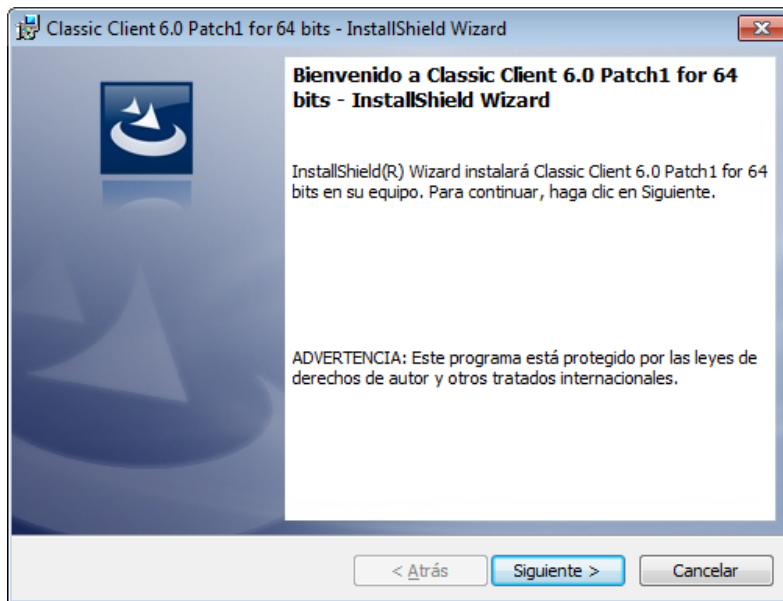 Classic Client 6.0 Patch1 for 64 bits - InstallShield Wizard
Bienvenido a Classic Client 6.0 Patch1 for 64
bits - InstallShield Wizard
InstallShield(R) Wizard instalará Classic Client 6.0 Patch1 for 64
bits en su equipo. Para continuar, haga clic en Siguiente.
ADVERTENCIA: Este programa está protegido por las leyes de
derechos de autor y otros tratados internacionales.
< Atrás Siguiente > Cancelar